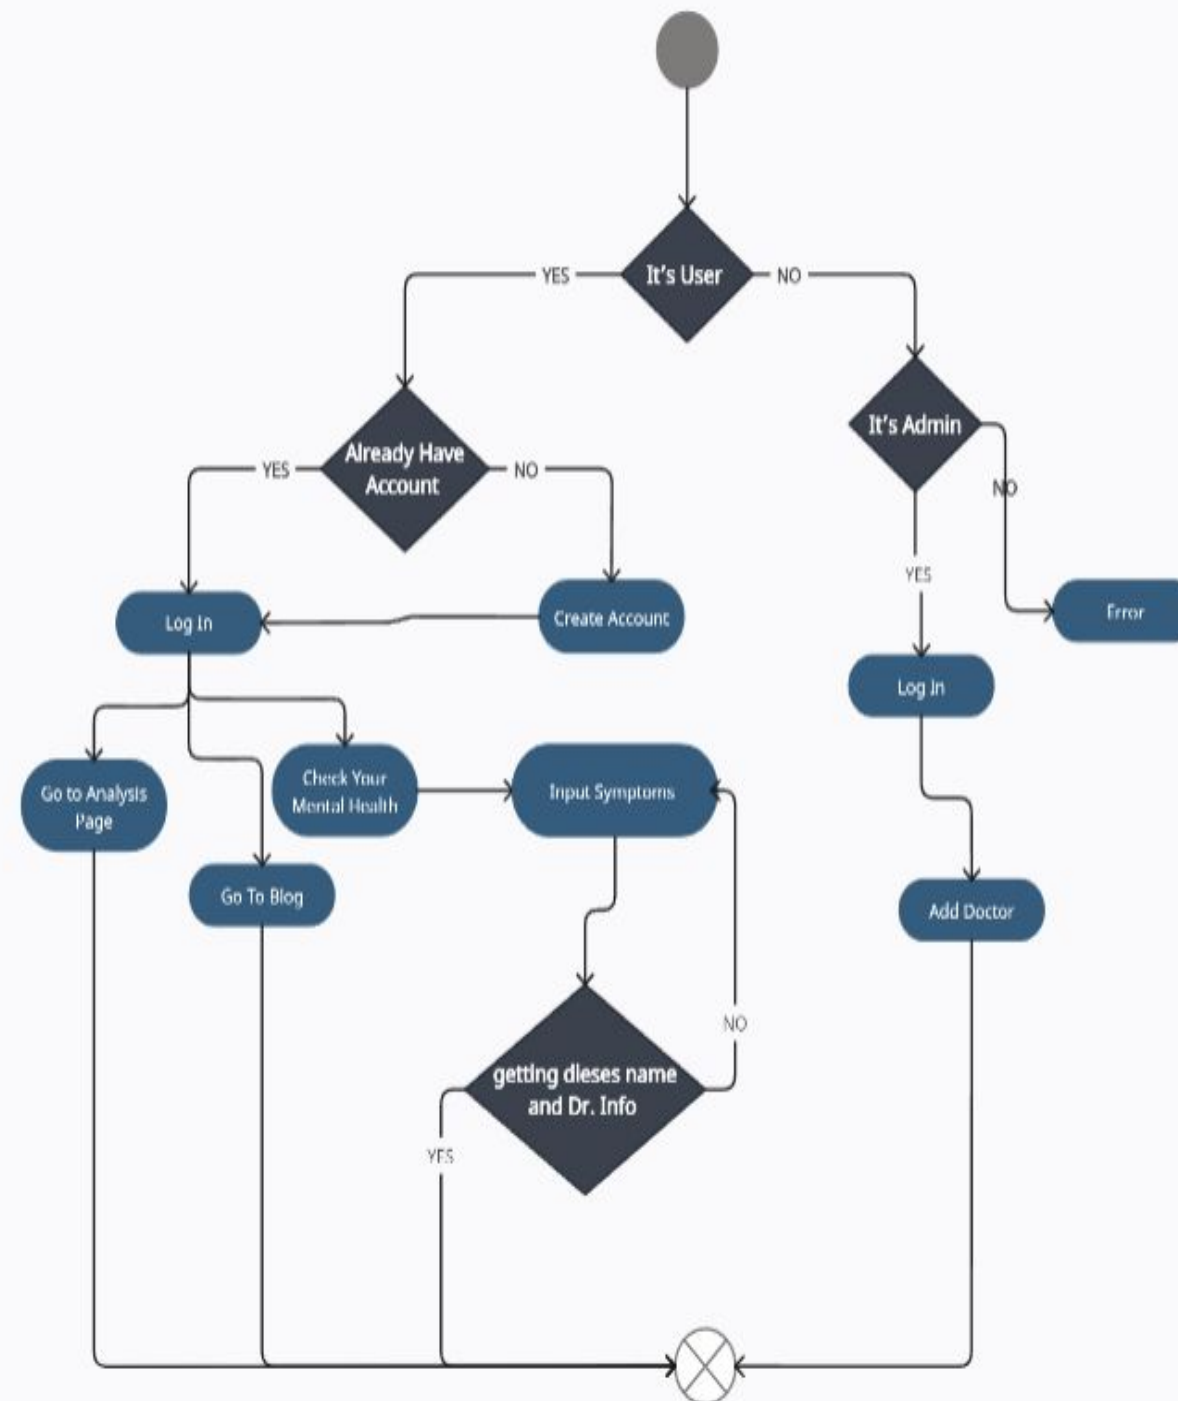 It's User
YES
NO
It's Admin
Already Have
Account
YES
NO
NO
YES
Log In
Create Account
Error
Log In
Check Your
Mental Health
Input Symptoms
Go to Analysis
Page
Go To Blog
Add Doctor
NO
getting dieses name
and Dr. Info
YES